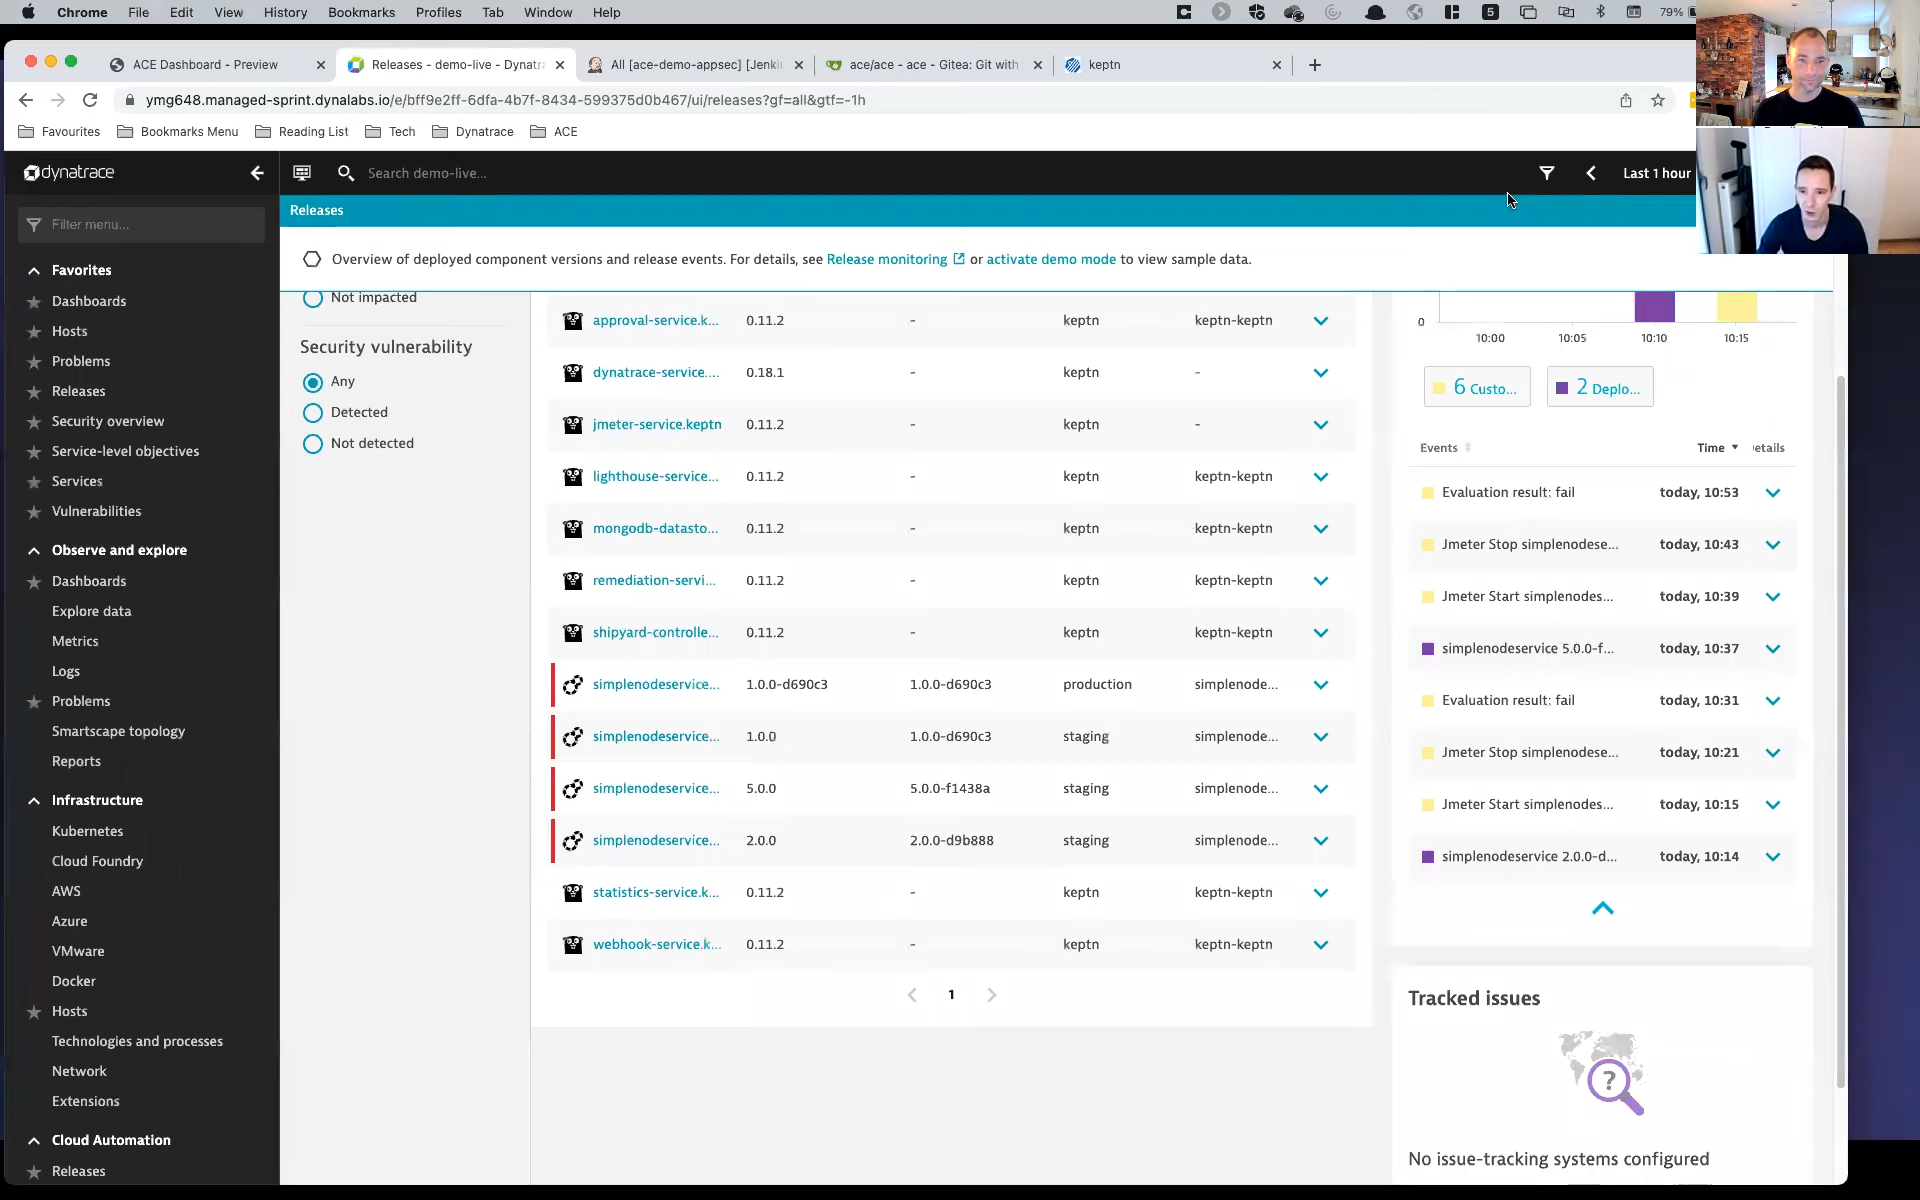 Chrome File Edit View History Bookmarks Profiles Tab Window Help 5 79%
ACE Dashboard - Preview
Releases - demo-live - Dynatra
All [ace-demo-appsec] [Jenki
ace/ace - ace - Gitea: Git with
keptn
ymg648.managed-sprint.dynalabs.io/e/bff9e2ff-6dfa-4b7f-8434-599375d0b467/ui/releases?gf=all&gtf=-1h
Favourites Bookmarks Menu Reading List Tech Dynatrace ACE
dynatrace
Search demo-live...
Last 1 hour
Filter menu...
Favorites
Dashboards
Hosts
Problems
Releases
Security overview
Service-level objectives
Services
Vulnerabilities
Observe and explore
Dashboards
Explore data
Metrics
Logs
Problems
Smartscape topology
Reports
Infrastructure
Kubernetes
Cloud Foundry
AWS
Azure
VMware
Docker
Hosts
Technologies and processes
Network
Extensions
Cloud Automation
Releases
Releases
Overview of deployed component versions and release events. For details, see Release monitoring or activate demo mode to view sample data.
Not impacted
Security vulnerability
Any
Detected
Not detected
approval-service.k... 0.11.2 - keptn keptn-keptn
dynatrace-service.... 0.18.1 - keptn -
jmeter-service.keptn 0.11.2 - keptn -
lighthouse-service... 0.11.2 - keptn keptn-keptn
mongodb-datasto... 0.11.2 - keptn keptn-keptn
remediation-servi... 0.11.2 - keptn keptn-keptn
shipyard-controlle... 0.11.2 - keptn keptn-keptn
simplenodeservice... 1.0.0-d690c3 1.0.0-d690c3 production simplenode...
simplenodeservice... 1.0.0 1.0.0-d690c3 staging simplenode...
simplenodeservice... 5.0.0 5.0.0-f1438a staging simplenode...
simplenodeservice... 2.0.0 2.0.0-d9b888 staging simplenode...
statistics-service.k... 0.11.2 - keptn keptn-keptn
webhook-service.k... 0.11.2 - keptn keptn-keptn
1
0
10:00 10:05 10:10 10:15
6 Custo...
2 Deplo...
Events Time etails
Evaluation result: fail today, 10:53
Jmeter Stop simplenodese... today, 10:43
Jmeter Start simplenodes... today, 10:39
simplenodeservice 5.0.0-f... today, 10:37
Evaluation result: fail today, 10:31
Jmeter Stop simplenodese... today, 10:21
Jmeter Start simplenodes... today, 10:15
simplenodeservice 2.0.0-d... today, 10:14
Tracked issues
?
No issue-tracking systems configured